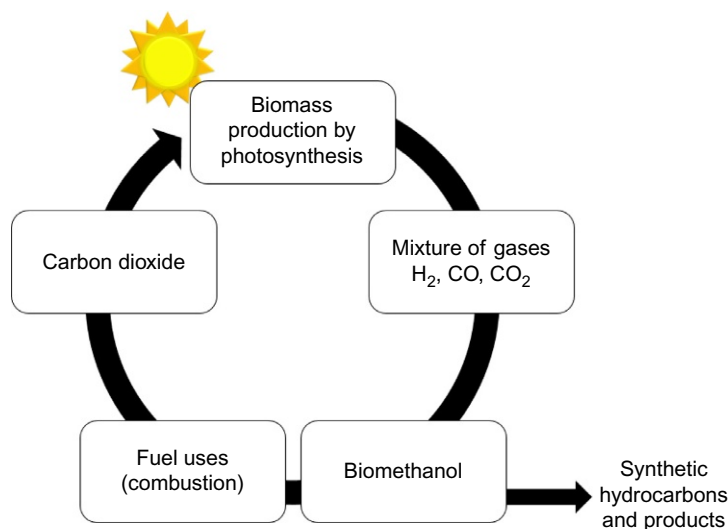 Biomass
production by
photosynthesis
Carbon dioxide
Mixture of gases
H₂, CO, CO₂
Fuel uses
(combustion)
Biomethanol
Synthetic
hydrocarbons
and products